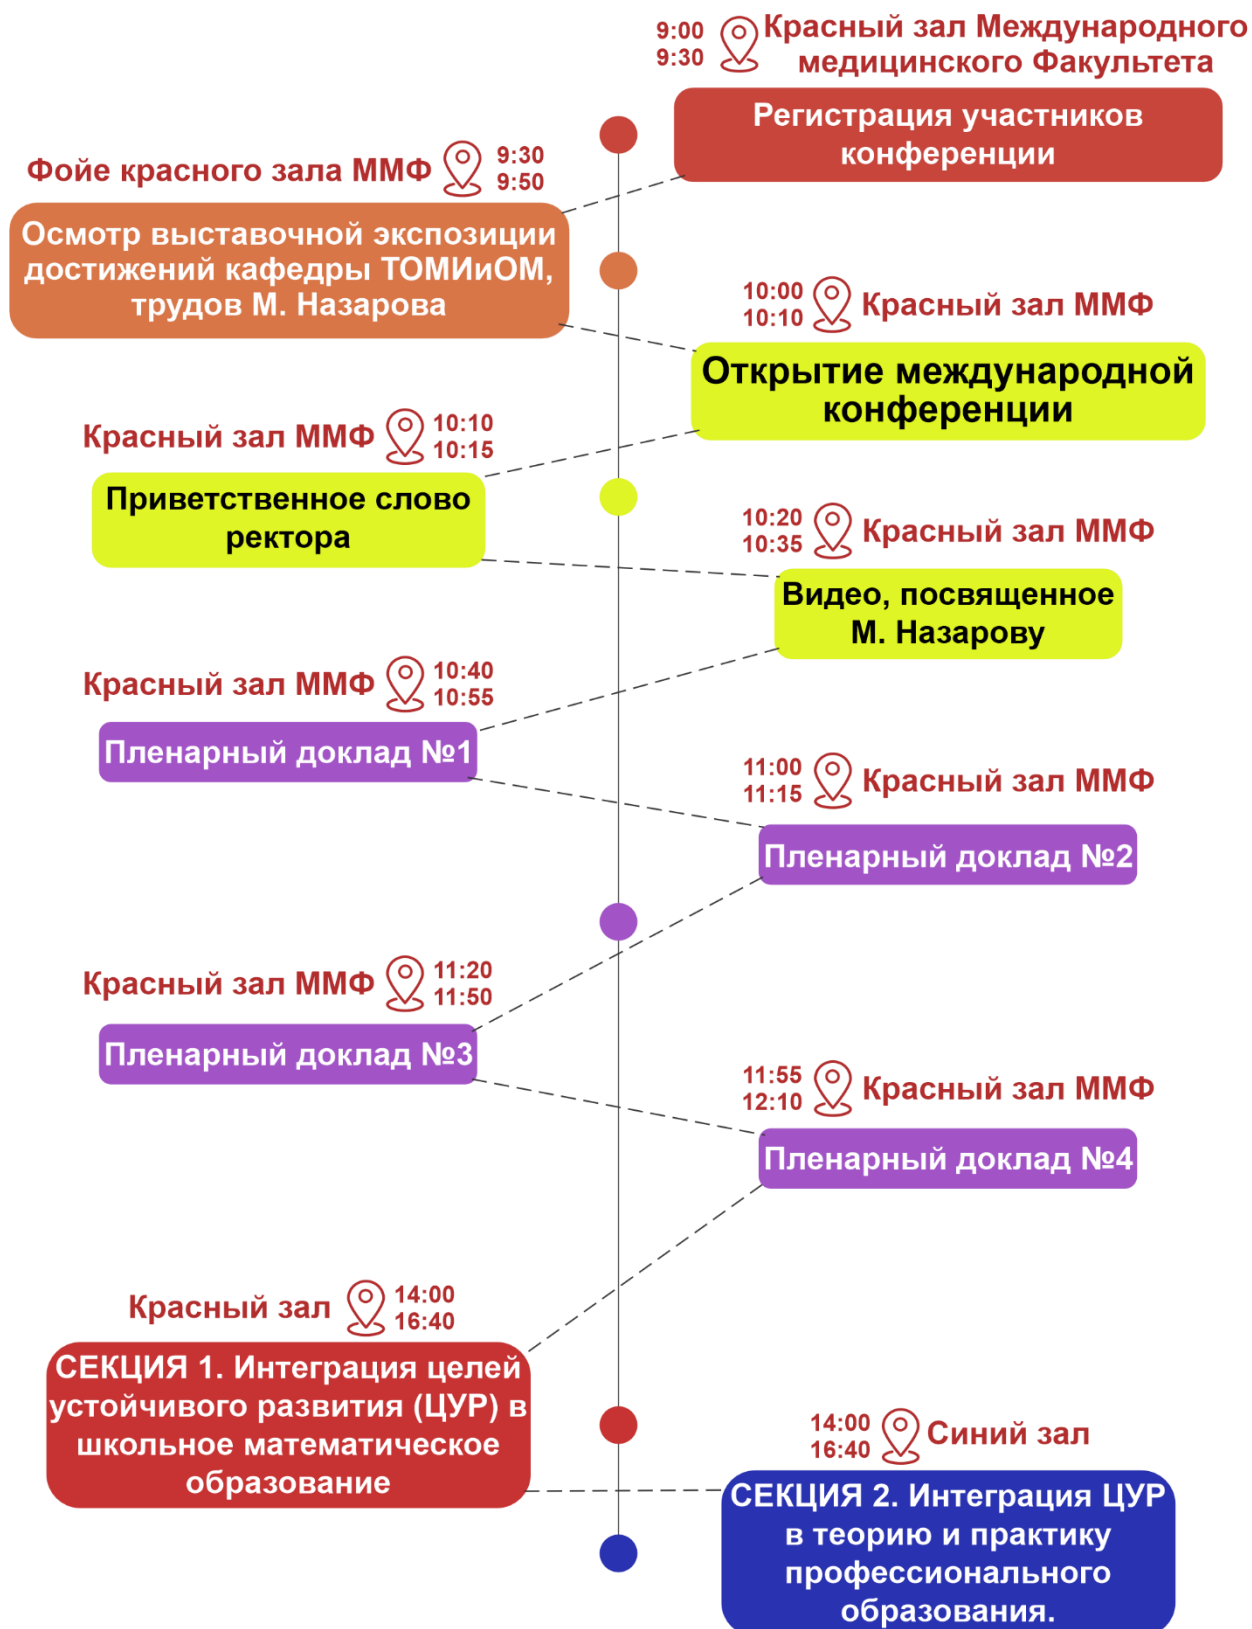 9:00
9:30
Красный зал Международного
медицинского Факультета
Регистрация участников
конференции
Фойе красного зала ММФ
9:30
9:50
Осмотр выставочной экспозиции
достижений кафедры ТОМИиОМ,
трудов М. Назарова
10:00
10:10
Красный зал ММФ
Открытие международной
конференции
Красный зал ММФ
10:10
10:15
Приветственное слово
ректора
10:20
10:35
Красный зал ММФ
Видео, посвященное
М. Назарову
Красный зал ММФ
10:40
10:55
Пленарный доклад №1
11:00
11:15
Красный зал ММФ
Пленарный доклад №2
Красный зал ММФ
11:20
11:50
Пленарный доклад №3
11:55
12:10
Красный зал ММФ
Пленарный доклад №4
Красный зал
14:00
16:40
СЕКЦИЯ 1. Интеграция целей
устойчивого развития (ЦУР) в
школьное математическое
образование
14:00
16:40
Синий зал
СЕКЦИЯ 2. Интеграция ЦУР
в теорию и практику
профессионального
образования.